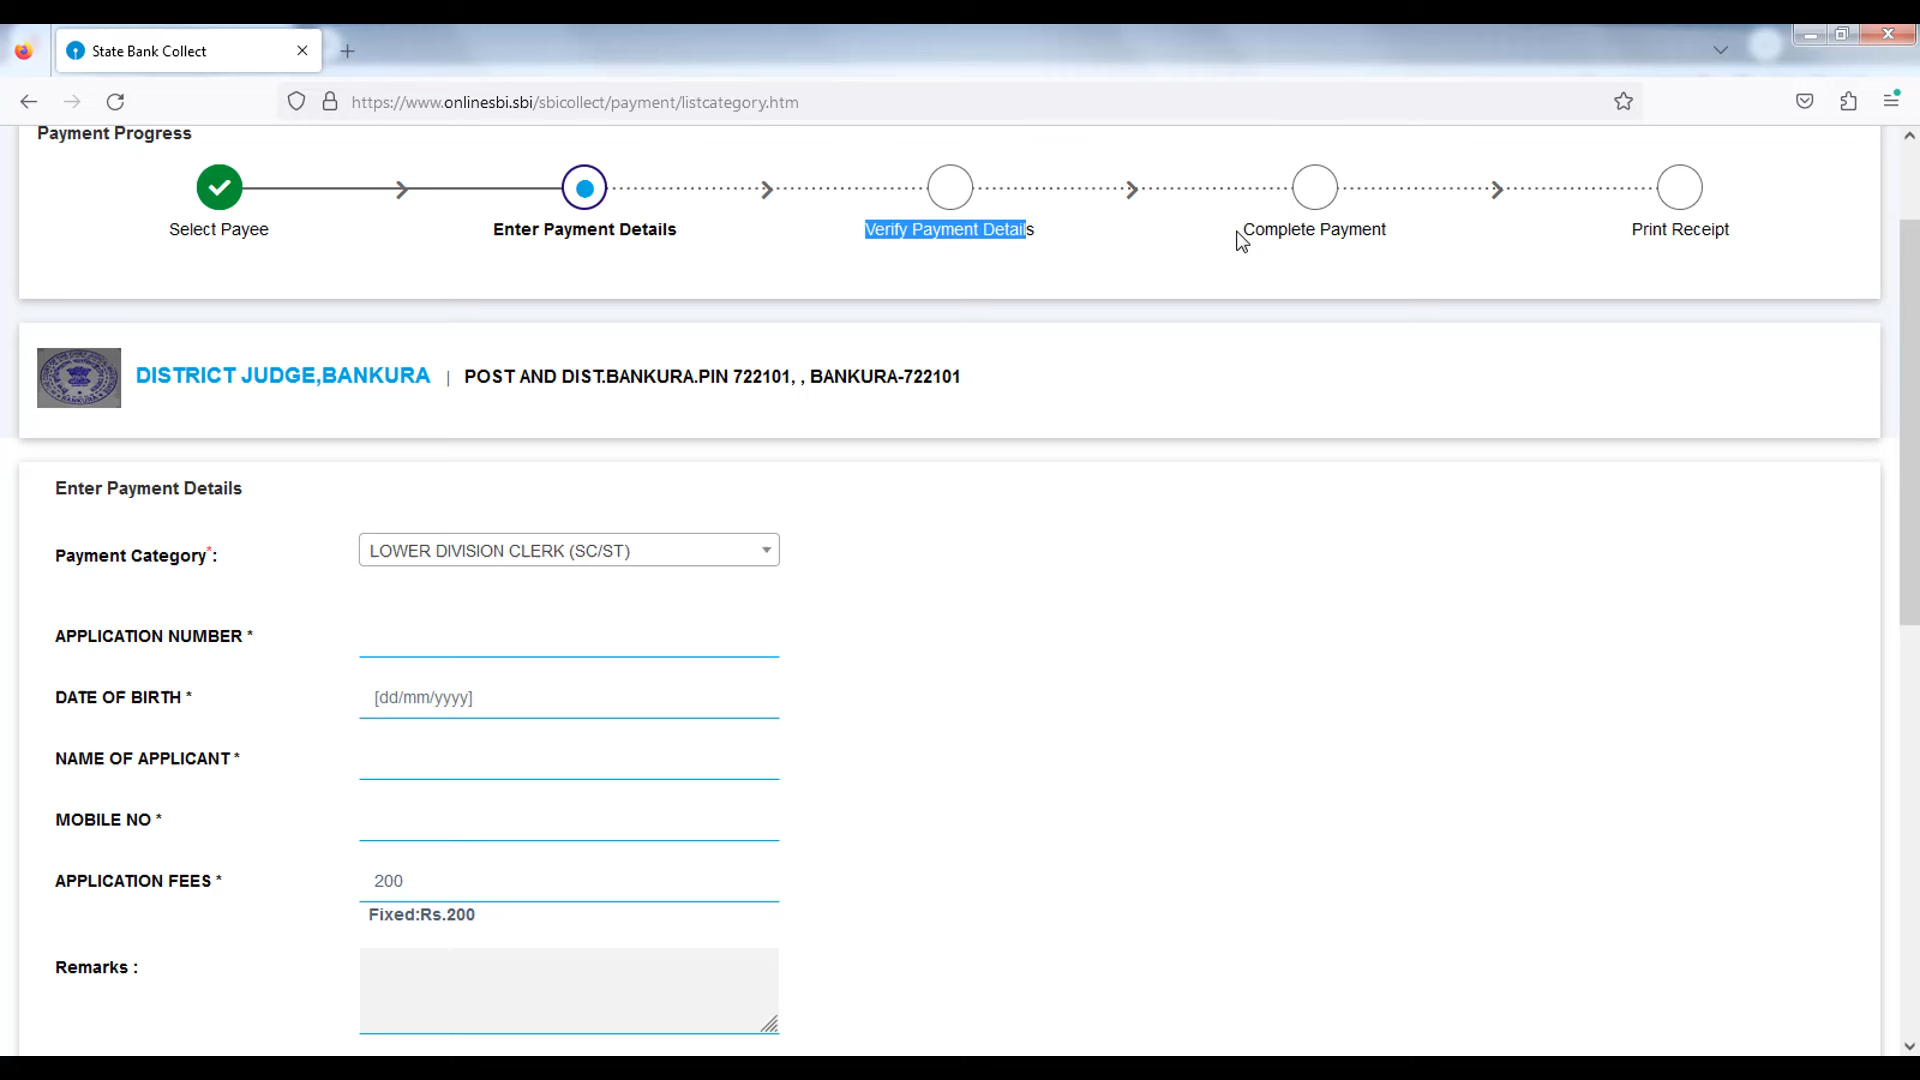 State Bank Collect
https://www.onlinesbi.sbi/sbicollect/payment/listcategory.htm
Payment Progress
Select Payee
Enter Payment Details
Verify Payment Details
Complete Payment
Print Receipt
DISTRICT JUDGE,BANKURA | POST AND DIST.BANKURA.PIN 722101, , BANKURA-722101
Enter Payment Details
Payment Category*: LOWER DIVISION CLERK (SC/ST)
APPLICATION NUMBER *
DATE OF BIRTH * [dd/mm/yyyy]
NAME OF APPLICANT *
MOBILE NO *
APPLICATION FEES * 200
Fixed:Rs.200
Remarks :